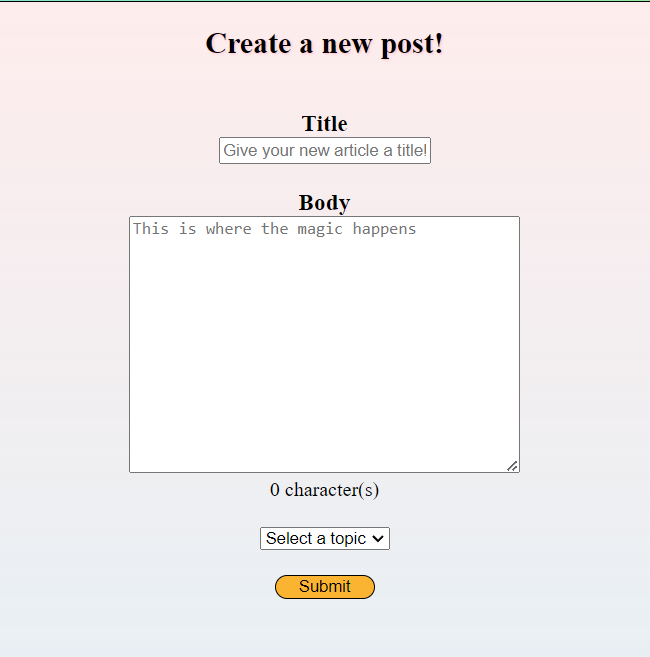 Create a new post!
Title
Give your new article a title!
Body
This is where the magic happens
0 character(s)
Select a topic
Submit